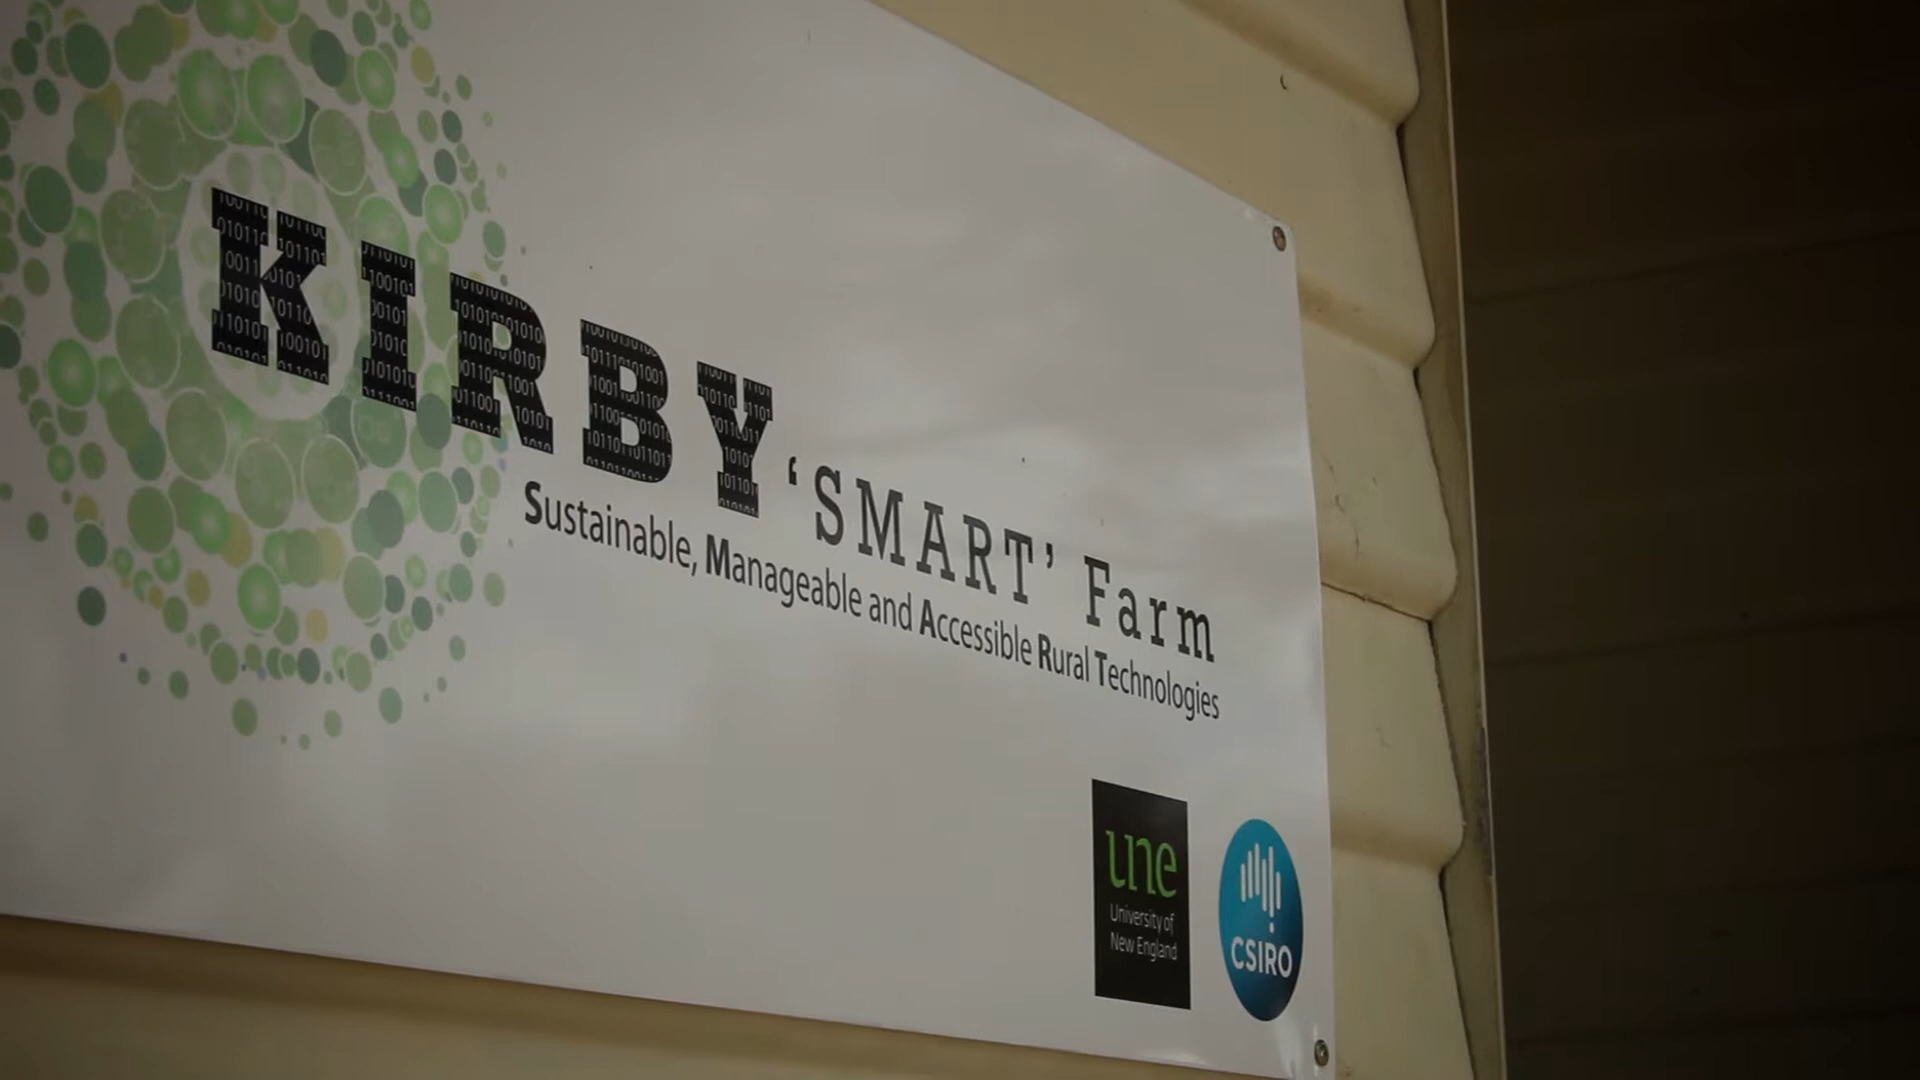 KIRBY 'SMART' Farm
Sustainable, Manageable and Accessible Rural Technologies
une
University of
New England
CSIRO